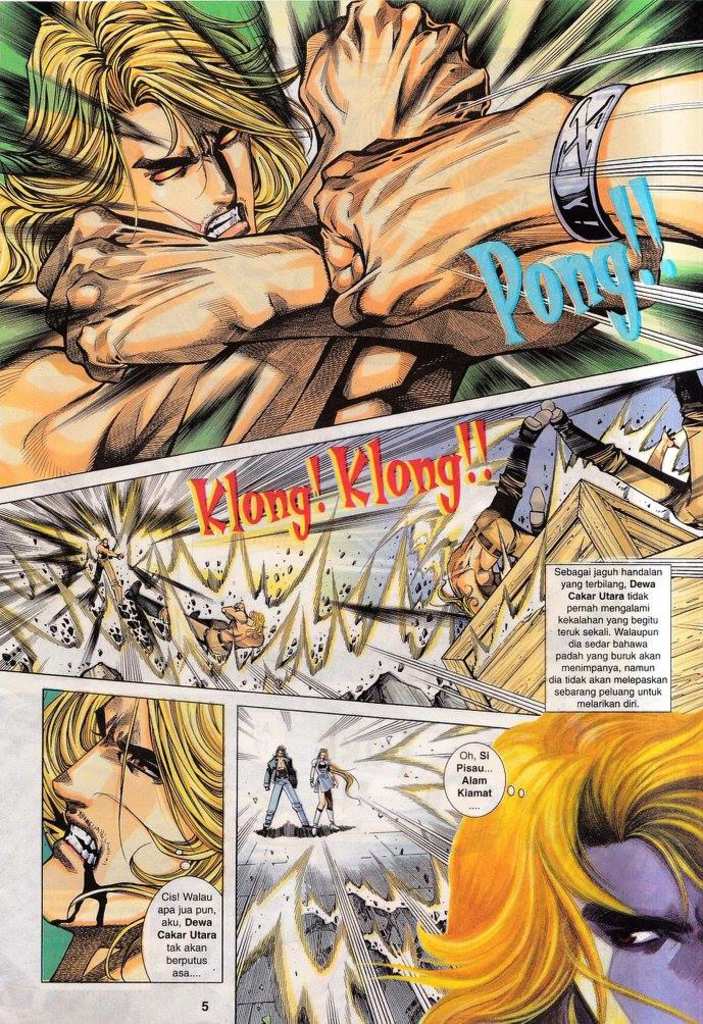 Pong!!
Klong! Klong!!
Sebagai jaguh handalan
yang terbilang, Dewa
Cakar Utara tidak
pernah mengalami
kekalahan yang begitu
teruk sekali. Walaupun
dia sedar bahawa
padah yang buruk akan
menimpanya, namun
dia tidak akan melepaskan
sebarang peluang untuk
melarikan diri.
Oh, Si
Pisau...
Alam
Kiamat
....
Cis! Walau
apa jua pun,
aku, Dewa
Cakar Utara
tak akan
berputus
asa....
5